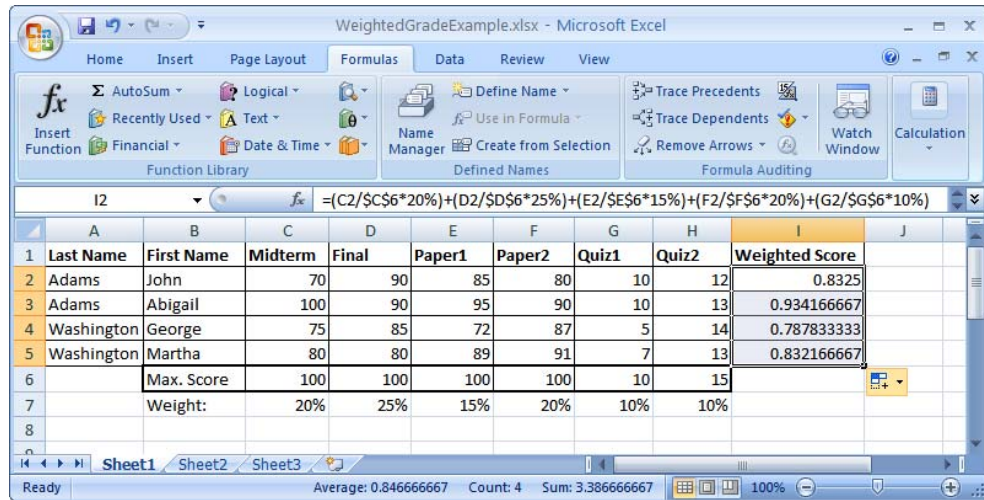 WeightedGradeExample.xlsx - Microsoft Excel
Home Insert Page Layout Formulas Data Review View
fx Insert Function
Σ AutoSum
Recently Used
Financial
Logical
Text
Date & Time
Function Library
Name Manager
Define Name
Use in Formula
Create from Selection
Defined Names
Trace Precedents
Trace Dependents
Remove Arrows
Watch Window
Formula Auditing
Calculation
I2 fx =(C2/$C$6*20%)+(D2/$D$6*25%)+(E2/$E$6*15%)+(F2/$F$6*20%)+(G2/$G$6*10%)
A B C D E F G H I J
1 Last Name First Name Midterm Final Paper1 Paper2 Quiz1 Quiz2 Weighted Score
2 Adams John 70 90 85 80 10 12 0.8325
3 Adams Abigail 100 90 95 90 10 13 0.934166667
4 Washington George 75 85 72 87 5 14 0.787833333
5 Washington Martha 80 80 89 91 7 13 0.832166667
6 Max. Score 100 100 100 100 10 15
7 Weight: 20% 25% 15% 20% 10% 10%
8
Sheet1 Sheet2 Sheet3
Ready Average: 0.846666667 Count: 4 Sum: 3.386666667 100%